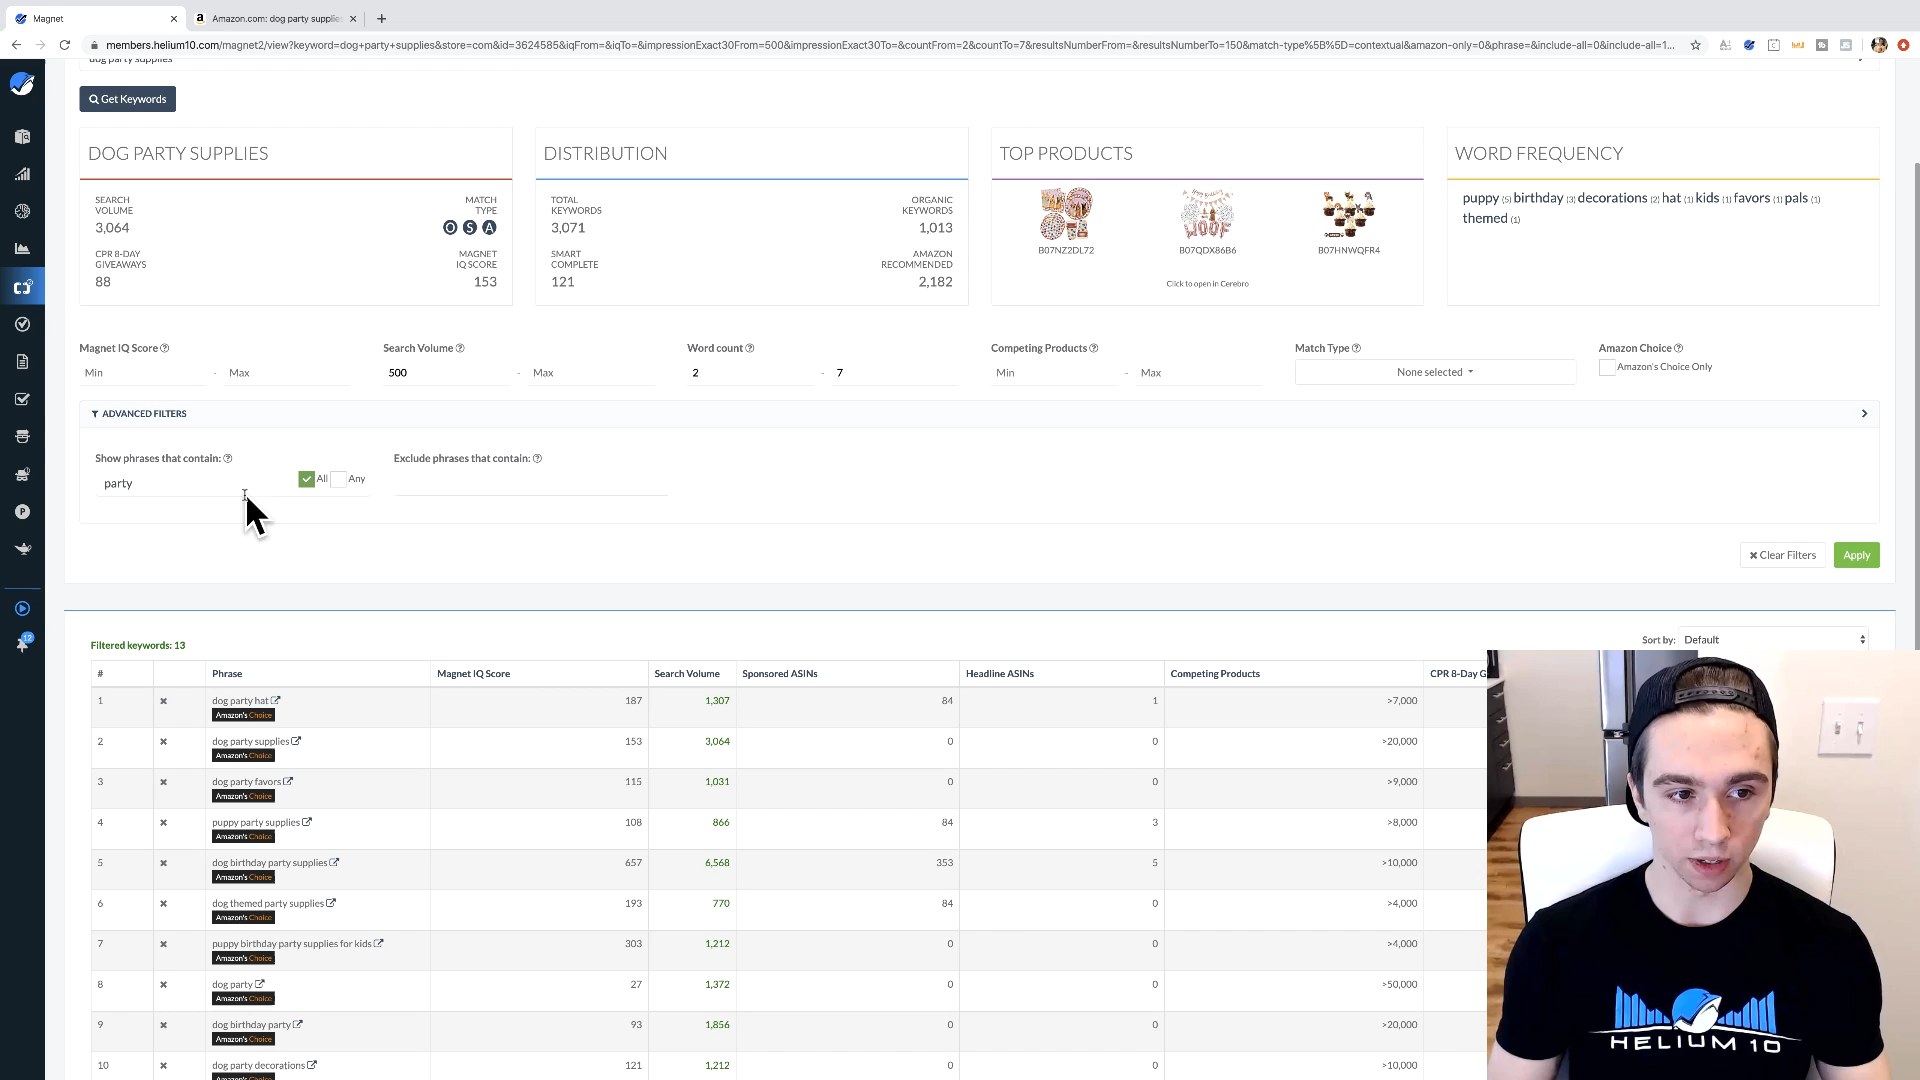 Magnet
Amazon.com: dog party supplies
members.helium10.com/magnet2/view?keyword=dog+party+supplies&store=com&id=3624585&iqFrom=&iqTo=&impressionExact30From=500&impressionExact30To=&countFrom=2&countTo=7&resultsNumberFrom=&resultsNumberTo=150&match-type%5B%5D=contextual&amazon-only=0&phrase=&include-all=0&include-all=1...
dog party supplies
Get Keywords
DOG PARTY SUPPLIES
DISTRIBUTION
TOP PRODUCTS
WORD FREQUENCY
SEARCH VOLUME
3,064
MATCH TYPE
O S A
CPR 8-DAY GIVEAWAYS
88
MAGNET IQ SCORE
153
TOTAL KEYWORDS
3,071
ORGANIC KEYWORDS
1,013
SMART COMPLETE
121
AMAZON RECOMMENDED
2,182
B07NZ2DL72 B07QDX86B6 B07HNWQFR4
Click to open in Cerebro
puppy (5) birthday (3) decorations (2) hat (1) kids (1) favors (1) pals (1)
themed (1)
Magnet IQ Score
Min - Max
Search Volume
500 - Max
Word count
2 - 7
Competing Products
Min - Max
Match Type
None selected
Amazon Choice
Amazon's Choice Only
ADVANCED FILTERS
Show phrases that contain:
party
All Any
Exclude phrases that contain:
Clear Filters
Apply
12
Filtered keywords: 13
Sort by: Default
# Phrase Magnet IQ Score Search Volume Sponsored ASINs Headline ASINs Competing Products CPR 8-Day G
1 dog party hat 187 1,307 84 1 >7,000
Amazon's Choice
2 dog party supplies 153 3,064 0 0 >20,000
Amazon's Choice
3 dog party favors 115 1,031 0 0 >9,000
Amazon's Choice
4 puppy party supplies 108 866 84 3 >8,000
Amazon's Choice
5 dog birthday party supplies 657 6,568 353 5 >10,000
Amazon's Choice
6 dog themed party supplies 193 770 84 0 >4,000
Amazon's Choice
7 puppy birthday party supplies for kids 303 1,212 0 0 >4,000
Amazon's Choice
8 dog party 27 1,372 0 0 >50,000
Amazon's Choice
9 dog birthday party 93 1,856 0 0 >20,000
Amazon's Choice
10 dog party decorations 121 1,212 0 0 >10,000
Amazon's Choice
HELIUM 10